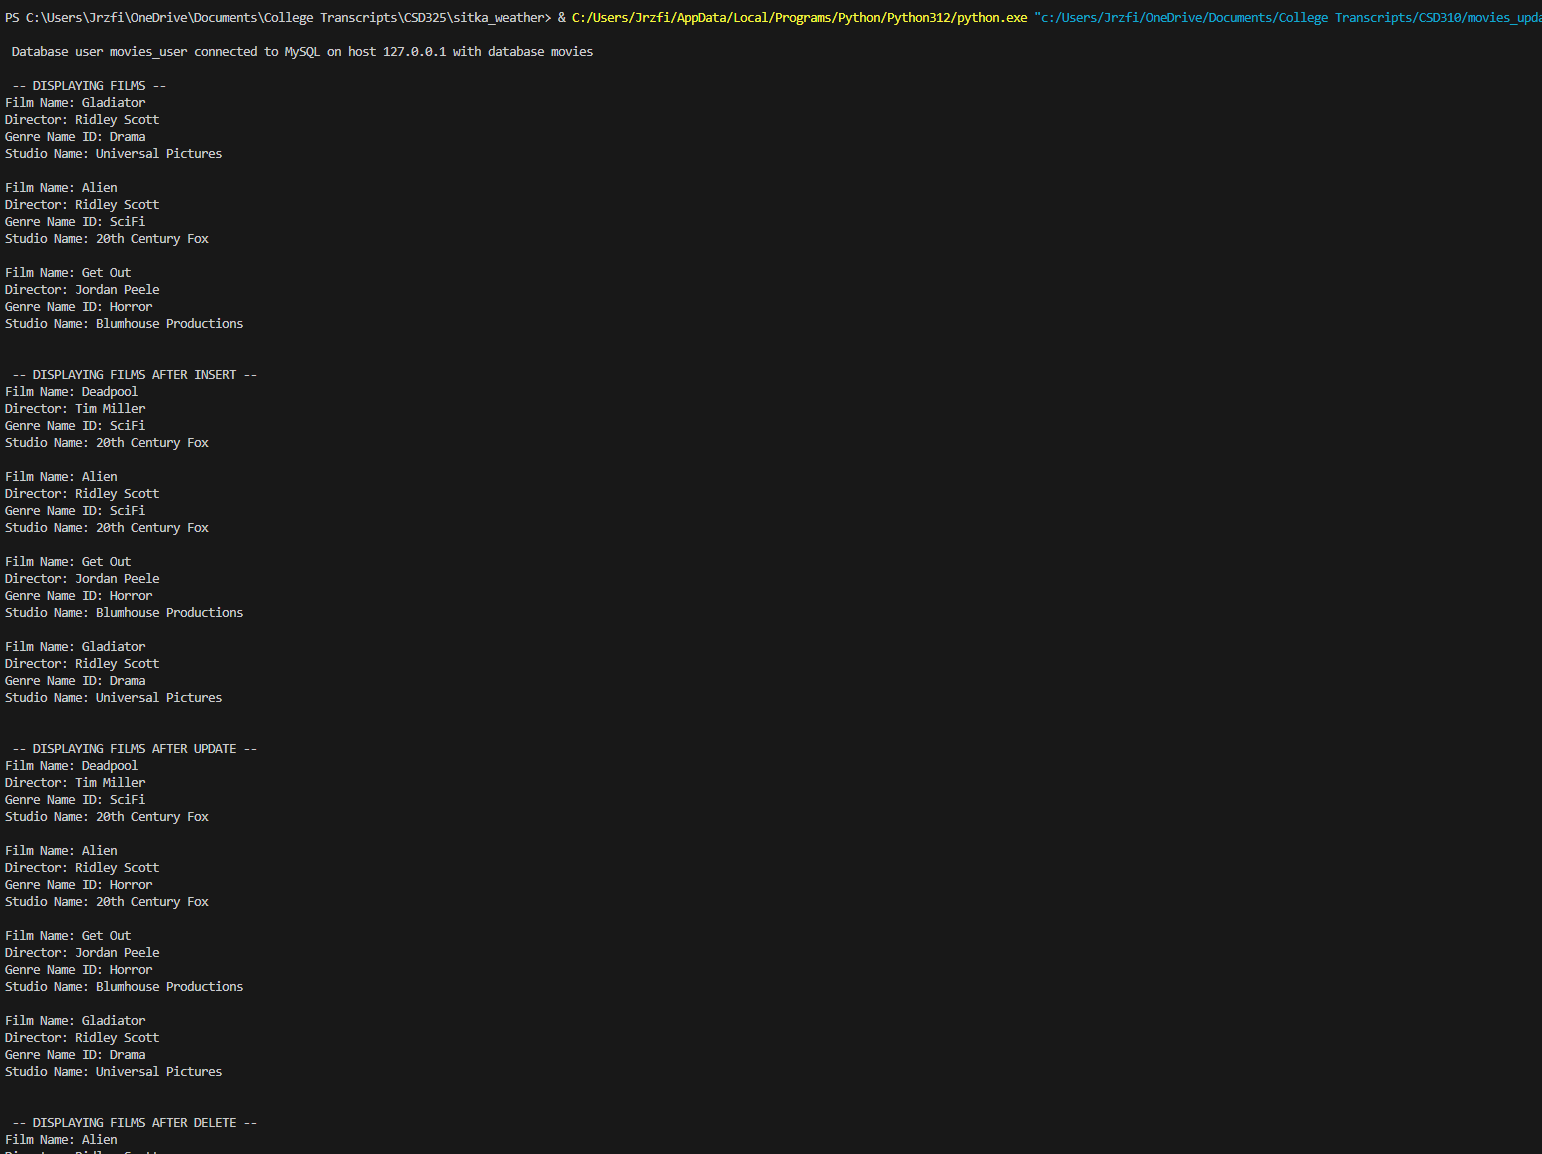 PS C:\Users\Jrzfi\OneDrive\Documents\College Transcripts\CSD325\sitka_weather> & C:/Users/Jrzfi/AppData/Local/Programs/Python/Python312/python.exe "c:/Users/Jrzfi/OneDrive/Documents/College Transcripts/CSD310/movies_upda
Database user movies_user connected to MySQL on host 127.0.0.1 with database movies
-- DISPLAYING FILMS --
Film Name: Gladiator
Director: Ridley Scott
Genre Name ID: Drama
Studio Name: Universal Pictures
Film Name: Alien
Director: Ridley Scott
Genre Name ID: SciFi
Studio Name: 20th Century Fox
Film Name: Get Out
Director: Jordan Peele
Genre Name ID: Horror
Studio Name: Blumhouse Productions
-- DISPLAYING FILMS AFTER INSERT --
Film Name: Deadpool
Director: Tim Miller
Genre Name ID: SciFi
Studio Name: 20th Century Fox
Film Name: Alien
Director: Ridley Scott
Genre Name ID: SciFi
Studio Name: 20th Century Fox
Film Name: Get Out
Director: Jordan Peele
Genre Name ID: Horror
Studio Name: Blumhouse Productions
Film Name: Gladiator
Director: Ridley Scott
Genre Name ID: Drama
Studio Name: Universal Pictures
-- DISPLAYING FILMS AFTER UPDATE --
Film Name: Deadpool
Director: Tim Miller
Genre Name ID: SciFi
Studio Name: 20th Century Fox
Film Name: Alien
Director: Ridley Scott
Genre Name ID: Horror
Studio Name: 20th Century Fox
Film Name: Get Out
Director: Jordan Peele
Genre Name ID: Horror
Studio Name: Blumhouse Productions
Film Name: Gladiator
Director: Ridley Scott
Genre Name ID: Drama
Studio Name: Universal Pictures
-- DISPLAYING FILMS AFTER DELETE --
Film Name: Alien